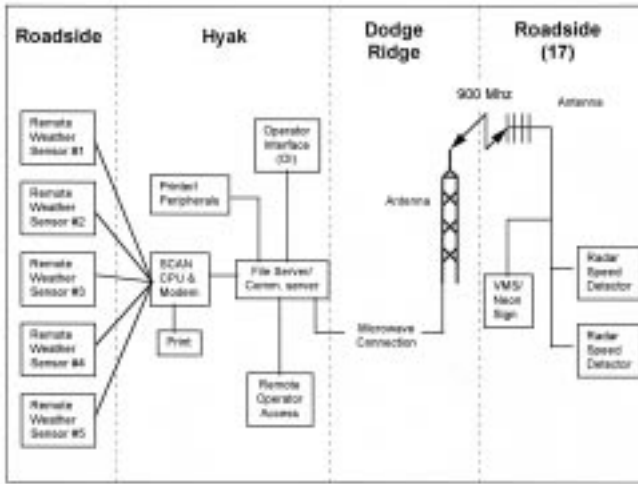 Roadside
Hyak
Dodge
Ridge
Roadside
(17)
Remote
Weather
Sensor #1
Remote
Weather
Sensor #2
Remote
Weather
Sensor #3
Remote
Weather
Sensor #4
Remote
Weather
Sensor #5
Operator
Interface
(OI)
Printed
Peripherals
SCAN
CPU &
Modem
Print
File Server/
Comm. server
Remote
Operator
Access
Microwave
Connection
Antenna
900 Mhz
Antenna
VMS/
Neon
Sign
Radar
Speed
Detector
Radar
Speed
Detector